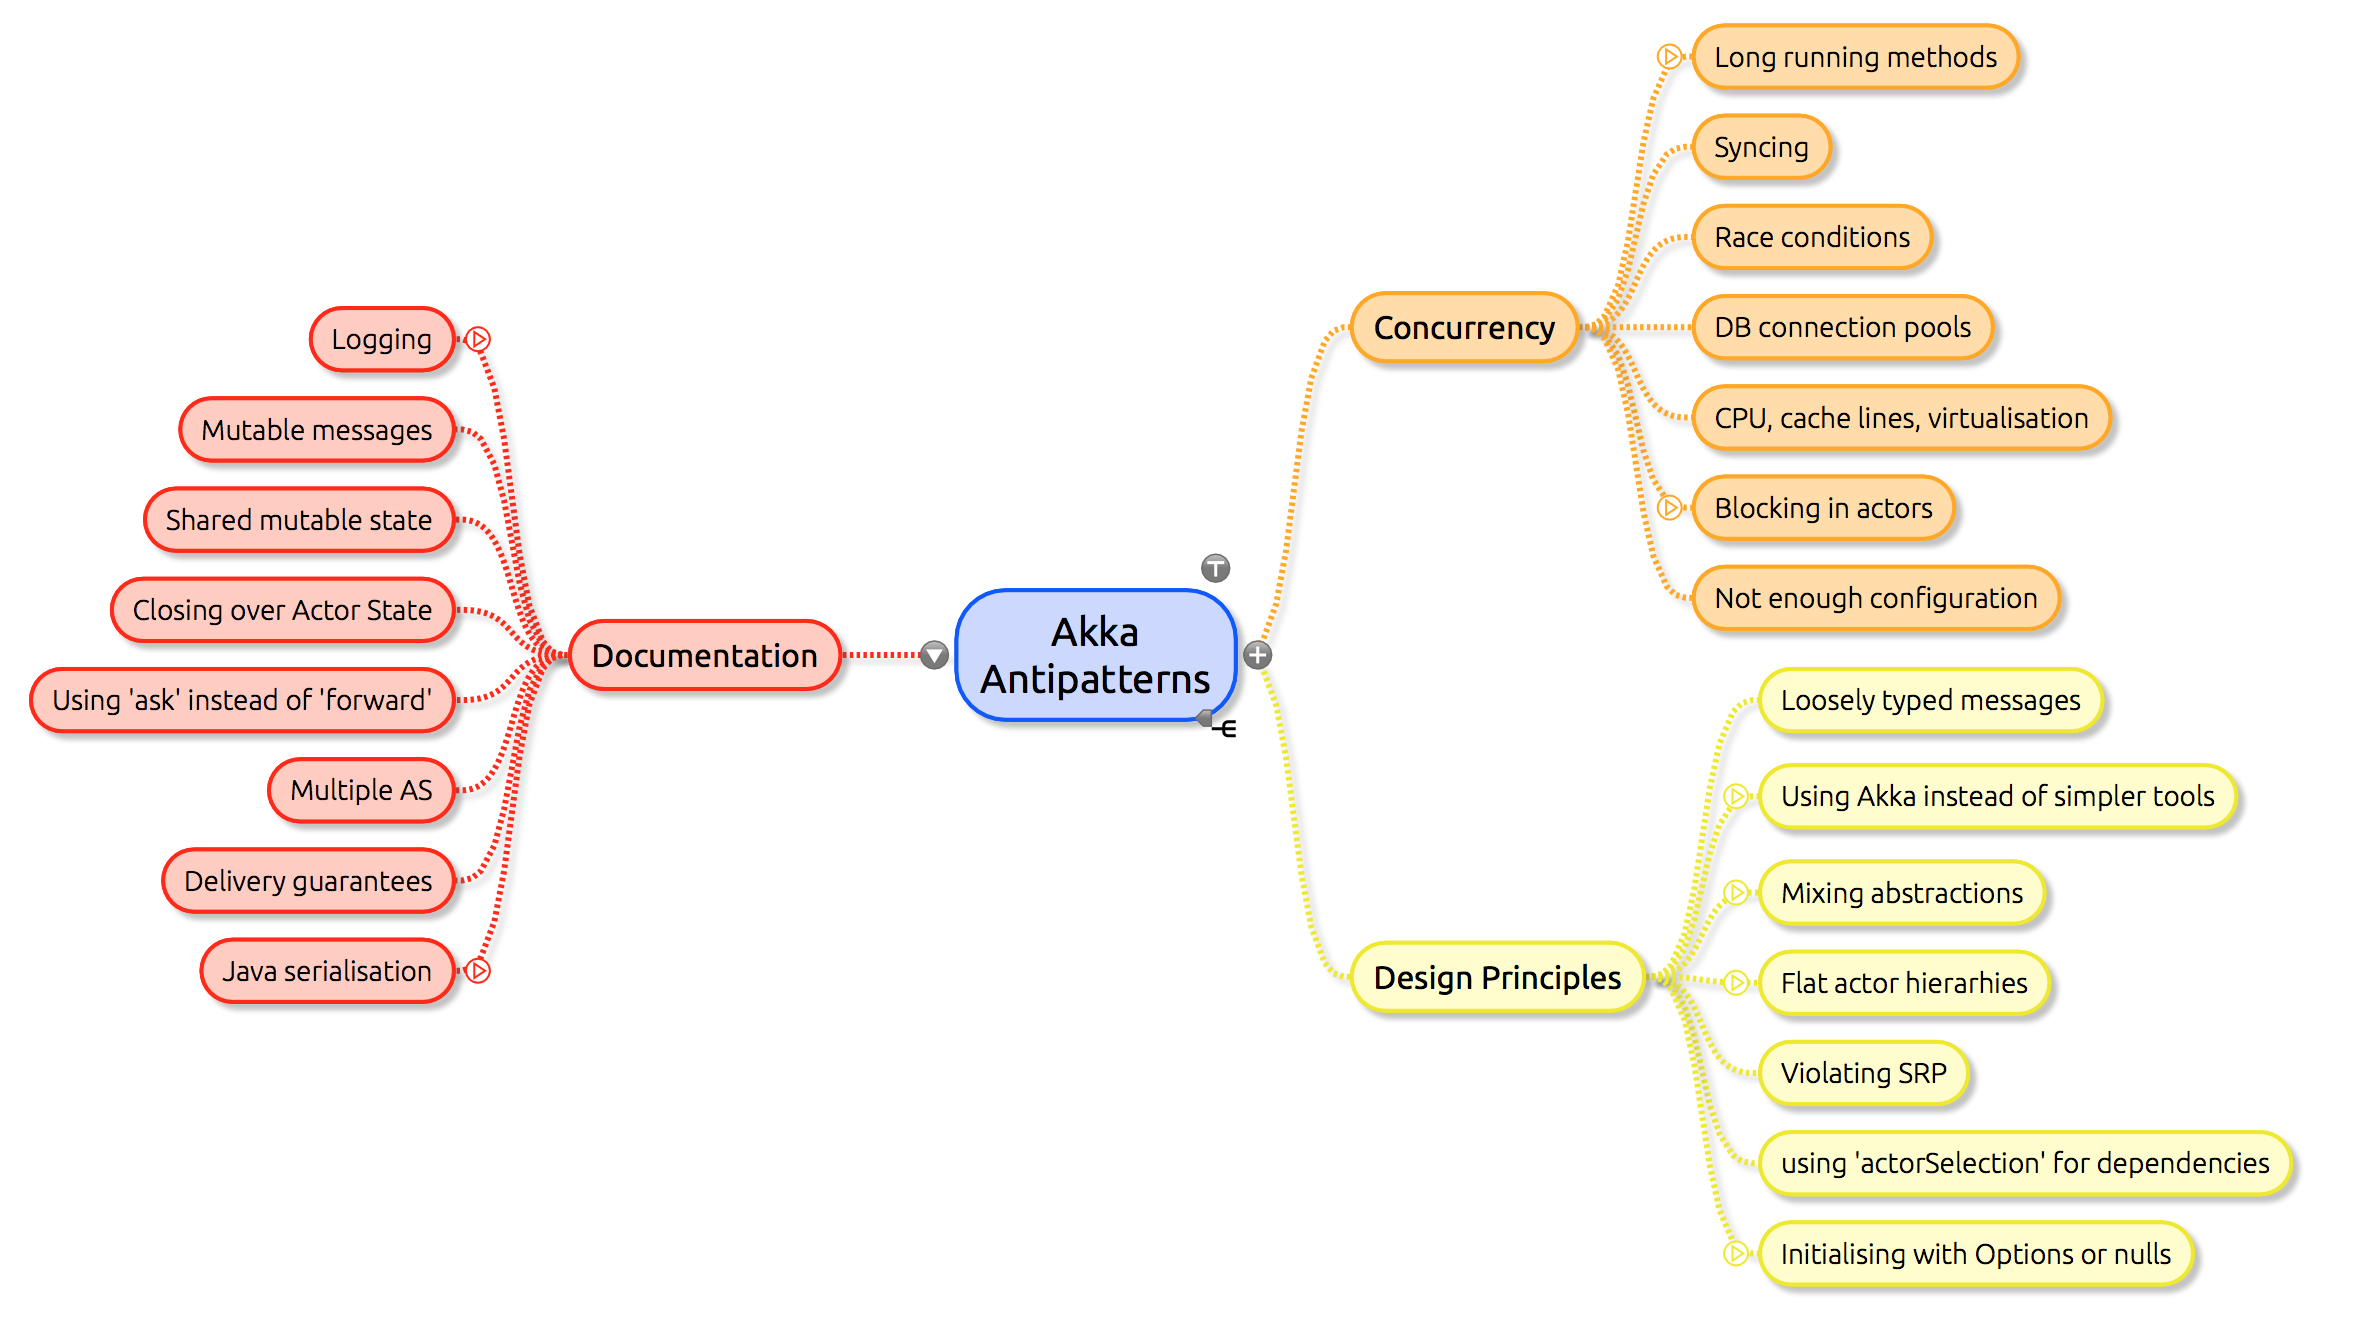 Akka
Antipatterns
Documentation
Logging
Mutable messages
Shared mutable state
Closing over Actor State
Using 'ask' instead of 'forward'
Multiple AS
Delivery guarantees
Java serialisation
Concurrency
Long running methods
Syncing
Race conditions
DB connection pools
CPU, cache lines, virtualisation
Blocking in actors
Not enough configuration
Design Principles
Loosely typed messages
Using Akka instead of simpler tools
Mixing abstractions
Flat actor hierarhies
Violating SRP
using 'actorSelection' for dependencies
Initialising with Options or nulls